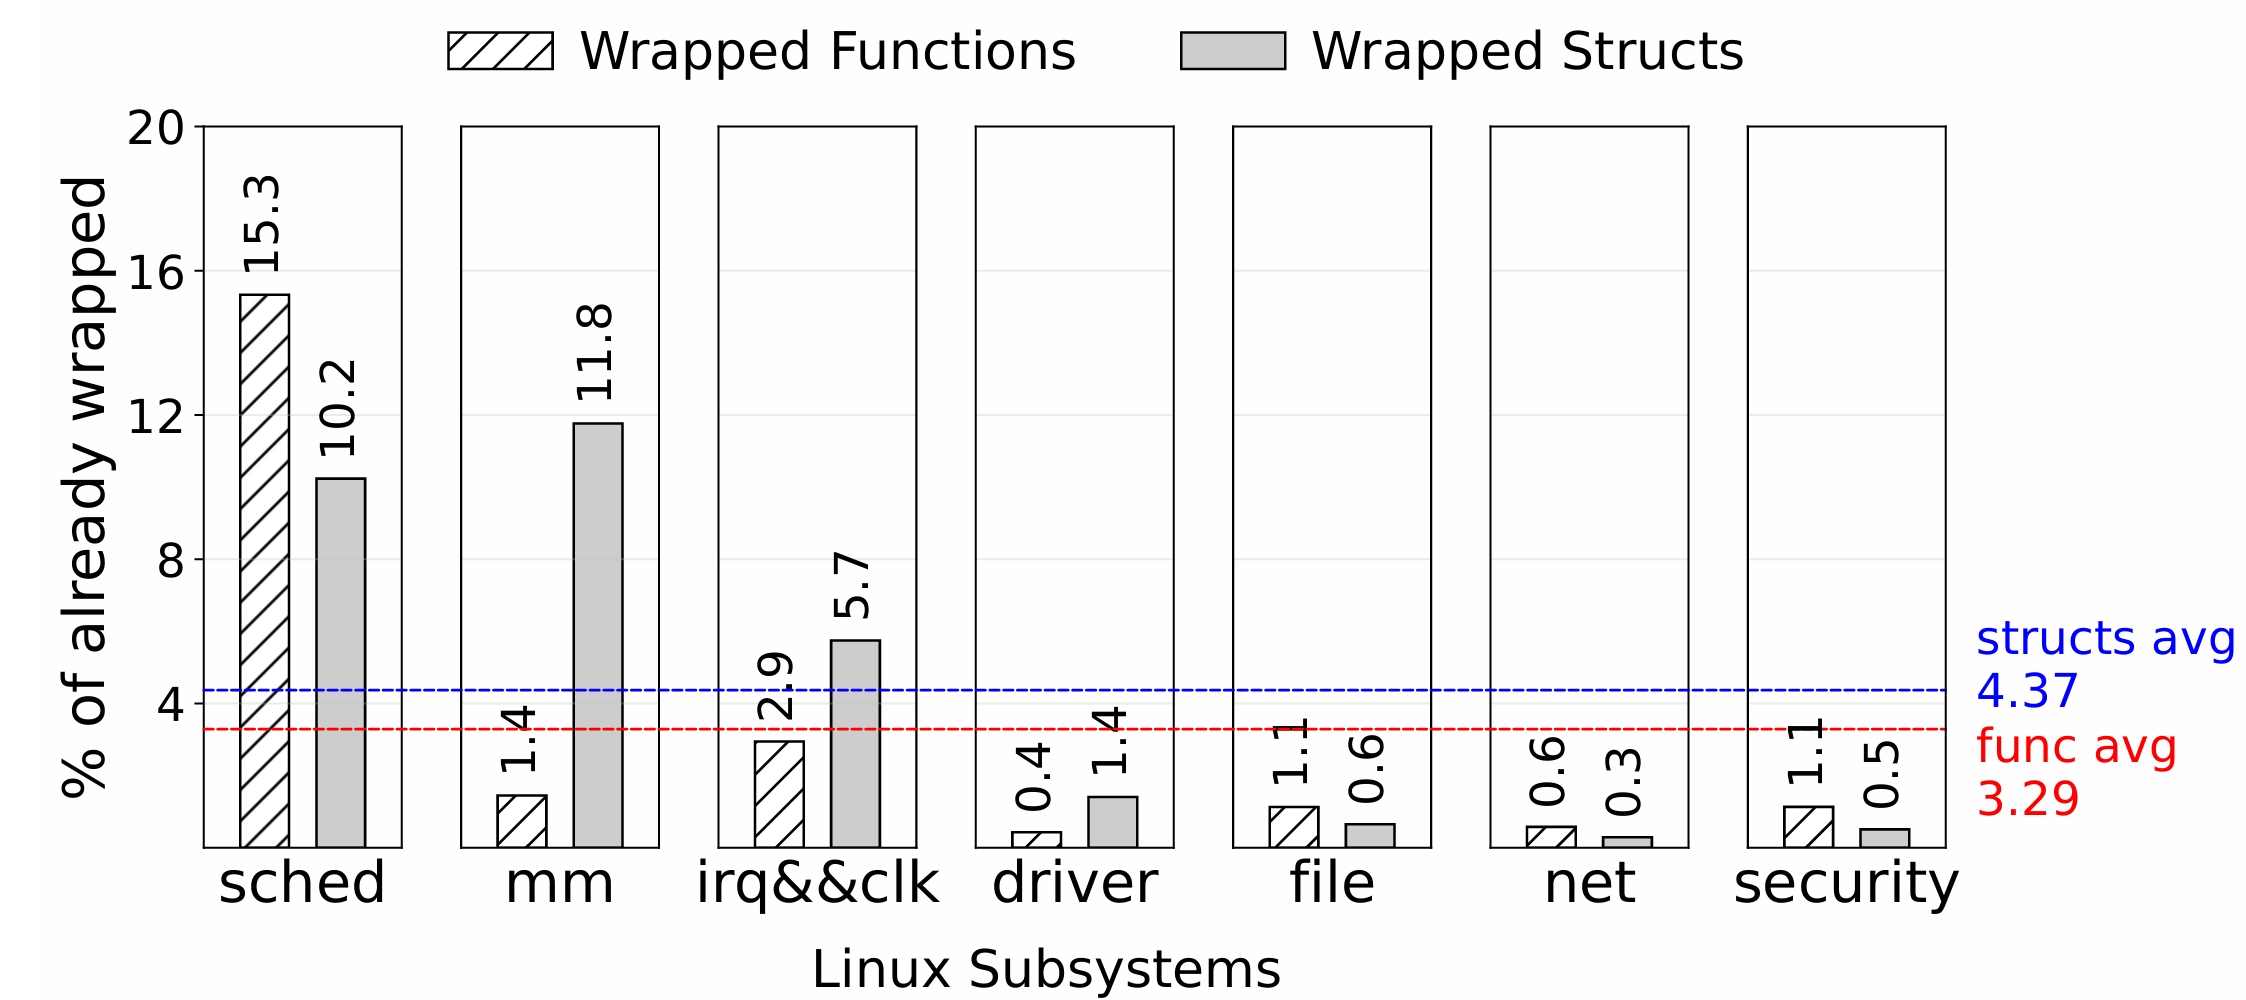 Wrapped Functions
Wrapped Structs
% of already wrapped
20
16
12
8
4
15.3
10.2
1.4
11.8
2.9
5.7
0.4
1.4
1.1
0.6
0.6
0.3
1.1
0.5
structs avg
4.37
func avg
3.29
sched
mm
irq&&clk
driver
file
net
security
Linux Subsystems